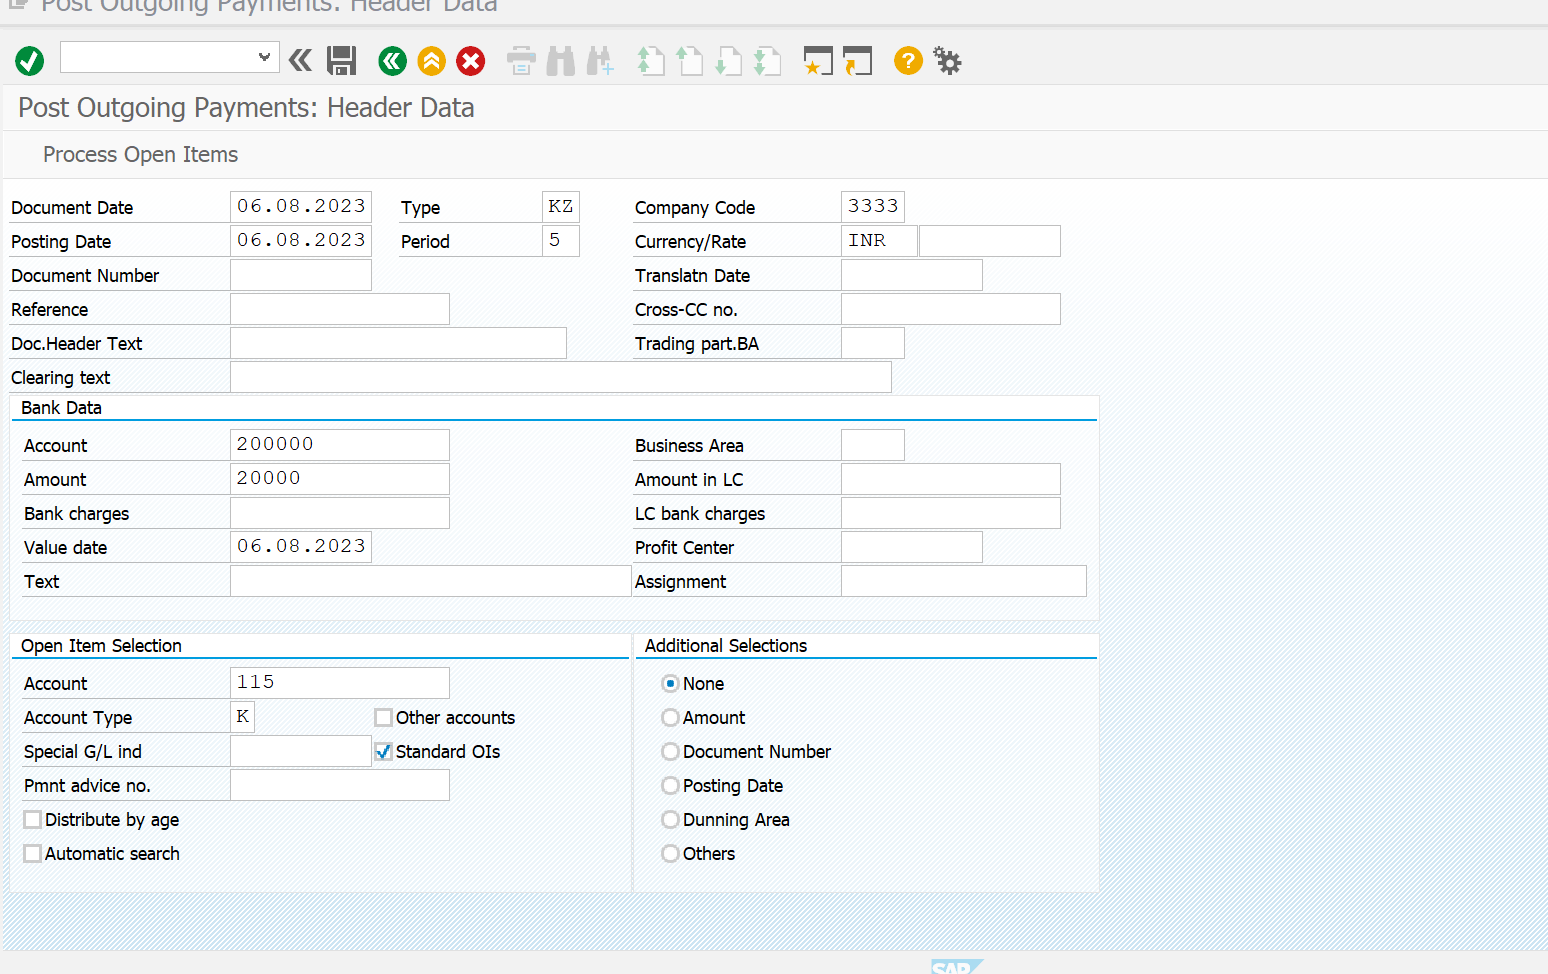 Post Outgoing Payments: Header Data
Post Outgoing Payments: Header Data
Process Open Items
Document Date 06.08.2023 Type KZ Company Code 3333
Posting Date 06.08.2023 Period 5 Currency/Rate INR
Document Number Translatn Date
Reference Cross-CC no.
Doc.Header Text Trading part.BA
Clearing text
Bank Data
Account 200000 Business Area
Amount 20000 Amount in LC
Bank charges LC bank charges
Value date 06.08.2023 Profit Center
Text Assignment
Open Item Selection Additional Selections
Account 115 None
Account Type K Other accounts Amount
Special G/L ind Standard OIs Document Number
Pmnt advice no. Posting Date
Distribute by age Dunning Area
Automatic search Others
SAP